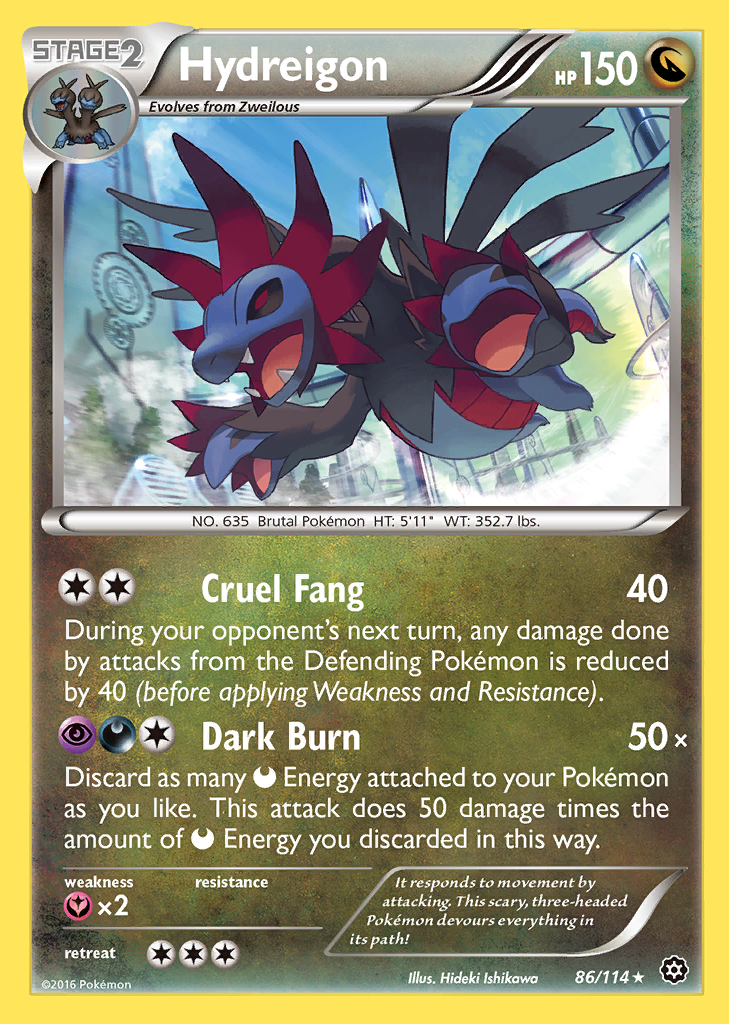 STAGE2
Hydreigon
HP150
Evolves from Zweilous
NO. 635 Brutal Pokémon HT: 5'11" WT: 352.7 lbs.
Cruel Fang 40
During your opponent's next turn, any damage done
by attacks from the Defending Pokémon is reduced
by 40 (before applying Weakness and Resistance).
Dark Burn 50×
Discard as many Energy attached to your Pokémon
as you like. This attack does 50 damage times the
amount of Energy you discarded in this way.
weakness resistance
×2
It responds to movement by
attacking. This scary, three-headed
Pokémon devours everything in
its path!
retreat
©2016 Pokémon
Illus. Hideki Ishikawa 86/114★